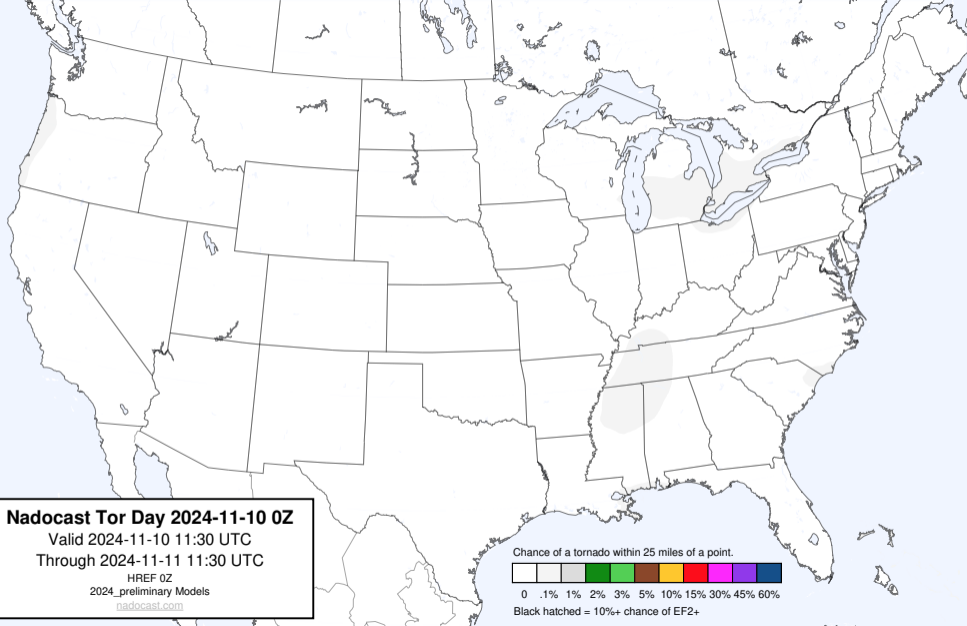 Nadocast Tor Day 2024-11-10 0Z
Valid 2024-11-10 11:30 UTC
Through 2024-11-11 11:30 UTC
HREF 0Z
2024_preliminary Models
nadocast.com
Chance of a tornado within 25 miles of a point.
0 .1% 1% 2% 3% 5% 10% 15% 30% 45% 60%
Black hatched = 10%+ chance of EF2+